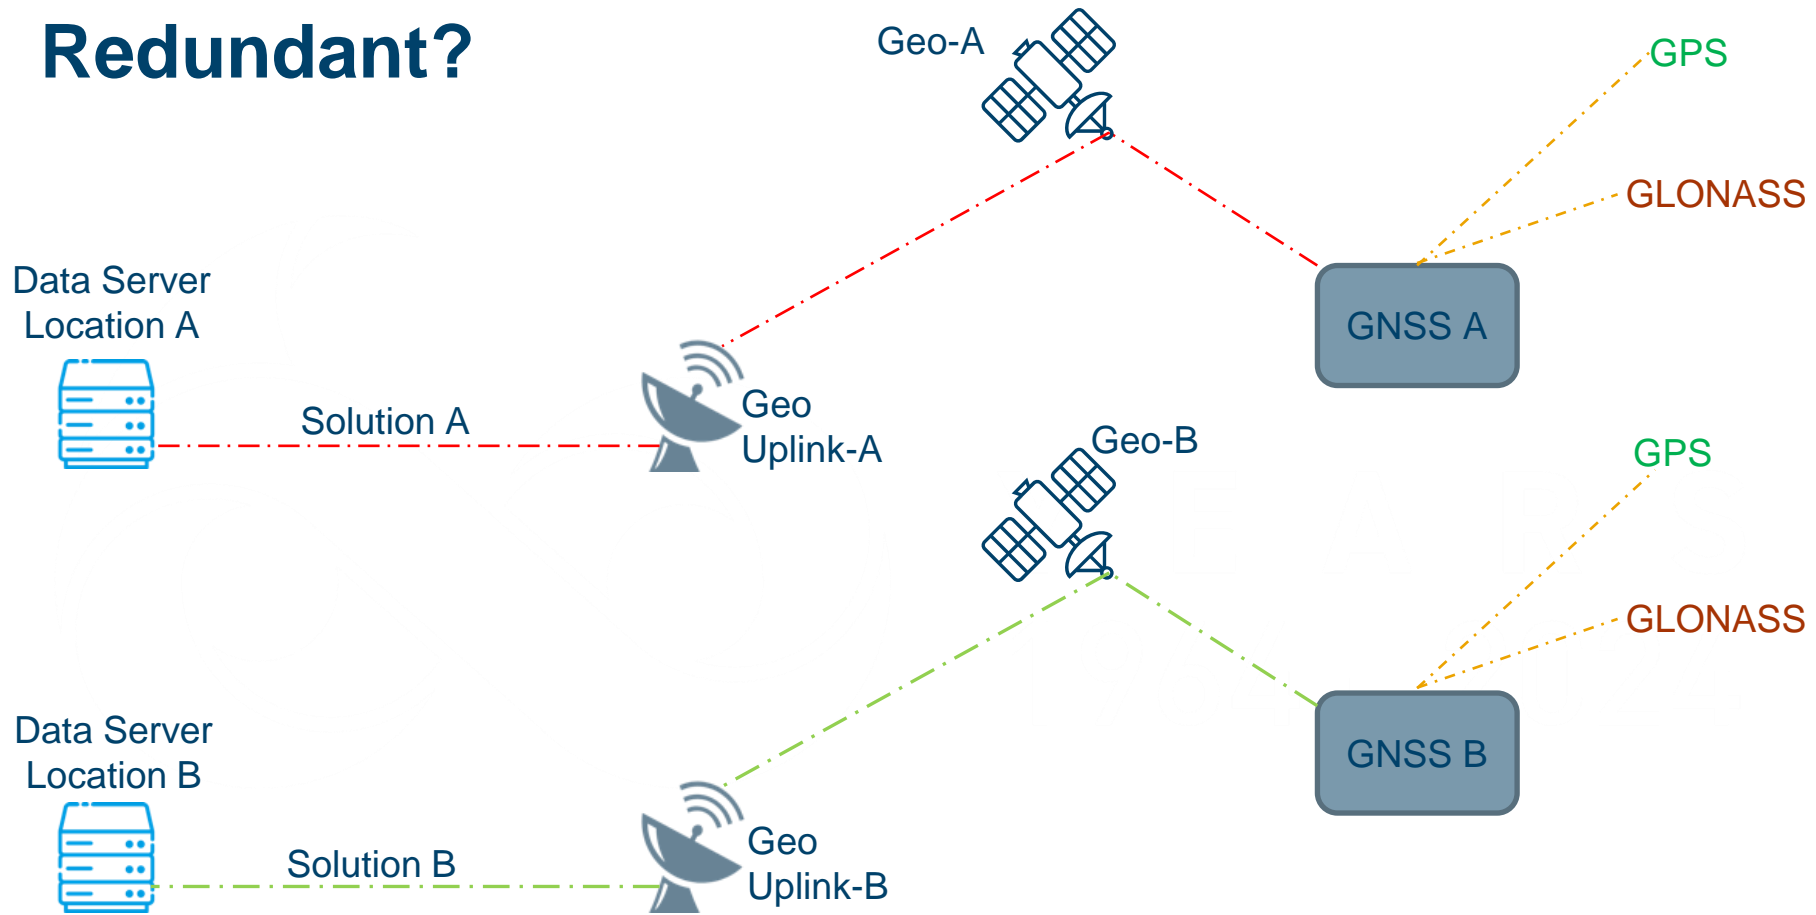 Redundant?
Geo-A
GPS
GLONASS
Data Server
Location A
GNSS A
Solution A
Geo
Uplink-A
Geo-B
GPS
GLONASS
Data Server
Location B
GNSS B
Solution B
Geo
Uplink-B